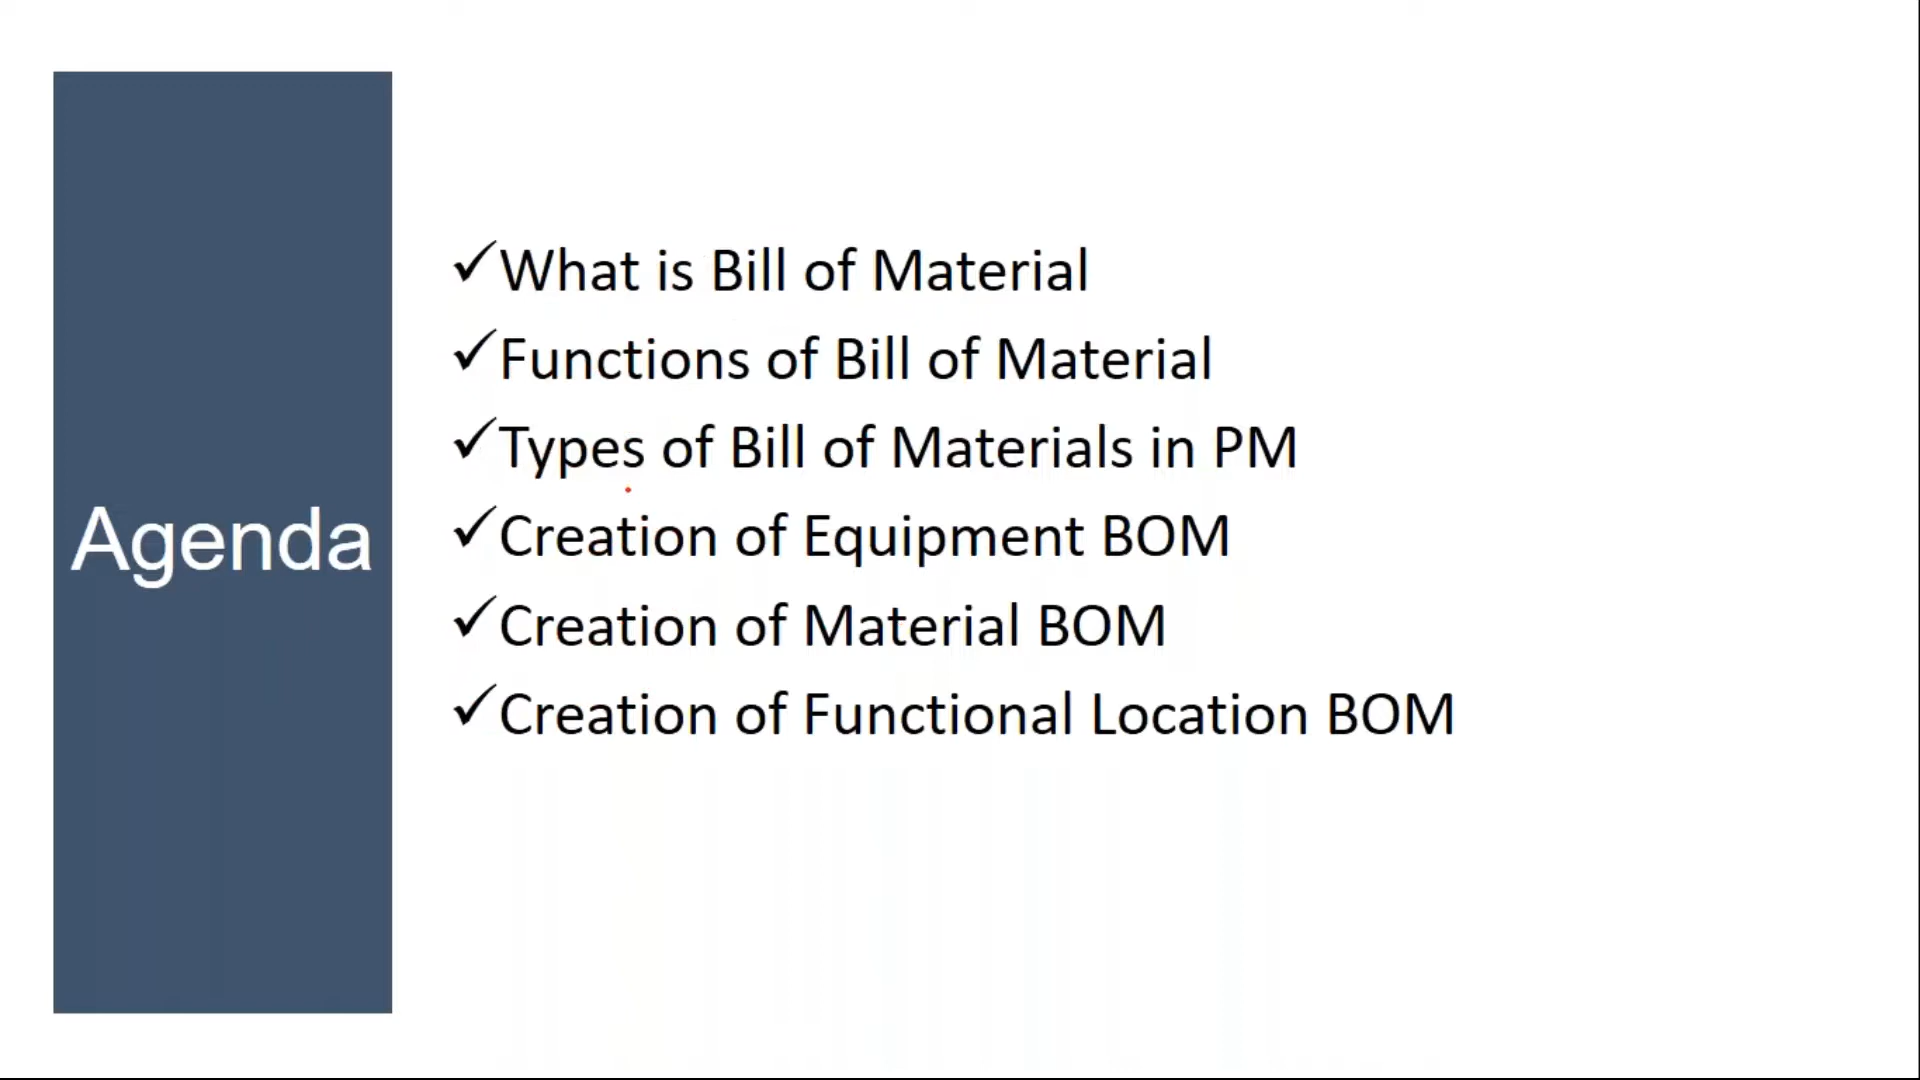 Agenda
✓What is Bill of Material
✓Functions of Bill of Material
✓Types of Bill of Materials in PM
✓Creation of Equipment BOM
✓Creation of Material BOM
✓Creation of Functional Location BOM